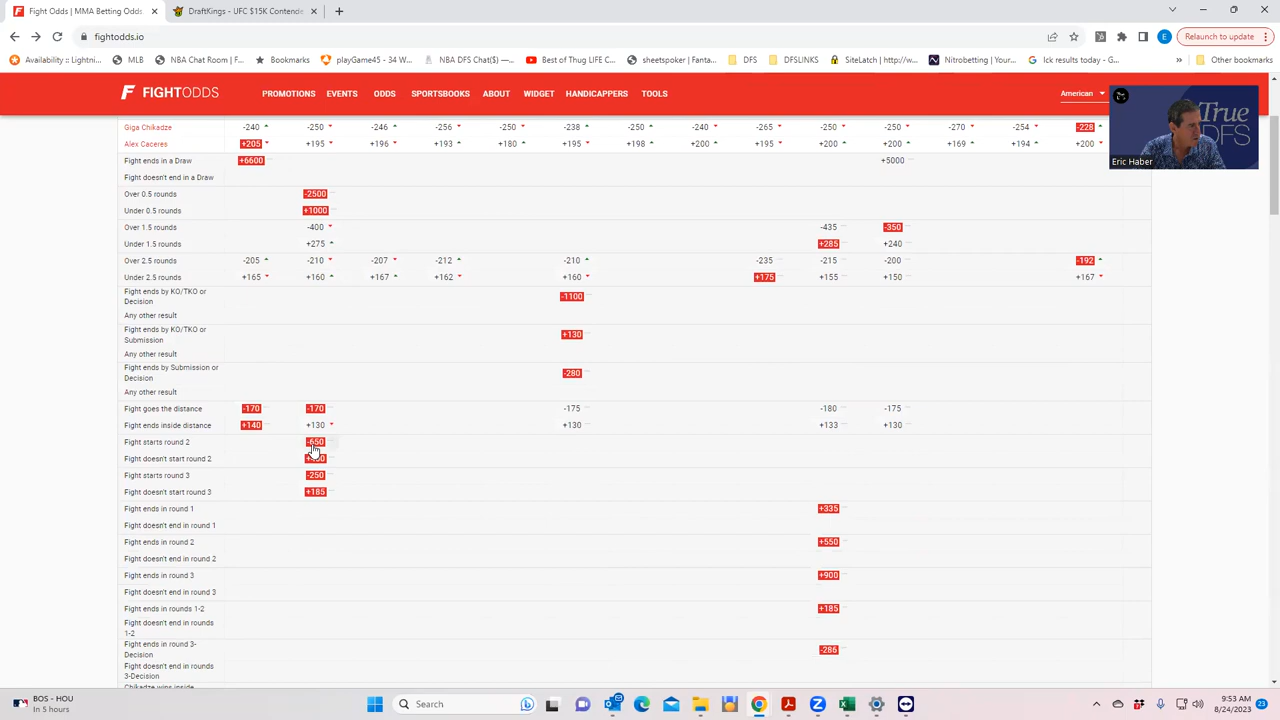 Fight Odds | MMA Betting Odds.
DraftKings - UFC $15K Contende
fightodds.io
Relaunch to update
Availability :: Lightni...
MLB
NBA Chat Room | F...
Bookmarks
playGame45 - 34 W...
NBA DFS Chat($) —...
Best of Thug LIFE C...
sheetspoker | Fanta...
DFS
DFSLINKS
SiteLatch | http://w...
Nitrobetting | Your...
Ick results today - G...
Other bookmarks
FIGHTODDS
PROMOTIONS EVENTS ODDS SPORTSBOOKS ABOUT WIDGET HANDICAPPERS TOOLS
American
True
DFS
Eric Haber
Giga Chikadze -240 -250 -246 -256 -250 -238 -250 -240 -265 -250 -250 -270 -254 -228
Alex Caceres +205 +195 +196 +193 +180 +195 +198 +200 +195 +200 +200 +169 +194 +200
Fight ends in a Draw +6600 +5000
Fight doesn't end in a Draw
Over 0.5 rounds -2500
Under 0.5 rounds +1000
Over 1.5 rounds -400 -435 -350
Under 1.5 rounds +275 +285 +240
Over 2.5 rounds -205 -210 -207 -212 -210 -235 -215 -200 -192
Under 2.5 rounds +165 +160 +167 +162 +160 +175 +155 +150 +167
Fight ends by KO/TKO or
Decision -1100
Any other result
Fight ends by KO/TKO or
Submission +130
Any other result
Fight ends by Submission or
Decision -280
Any other result
Fight goes the distance -170 -170 -175 -180 -175
Fight ends inside distance +140 +130 +130 +133 +130
Fight starts round 2 -650
Fight doesn't start round 2
Fight starts round 3 -250
Fight doesn't start round 3 +185
Fight ends in round 1 +335
Fight doesn't end in round 1
Fight ends in round 2 +550
Fight doesn't end in round 2
Fight ends in round 3 +900
Fight doesn't end in round 3
Fight ends in rounds 1-2 +185
Fight doesn't end in rounds
1-2
Fight ends in round 3-
Decision -286
Fight doesn't end in rounds
3-Decision
Chikadze wins inside
BOS - HOU
In 5 hours
Search
9:53 AM
8/24/2023
23